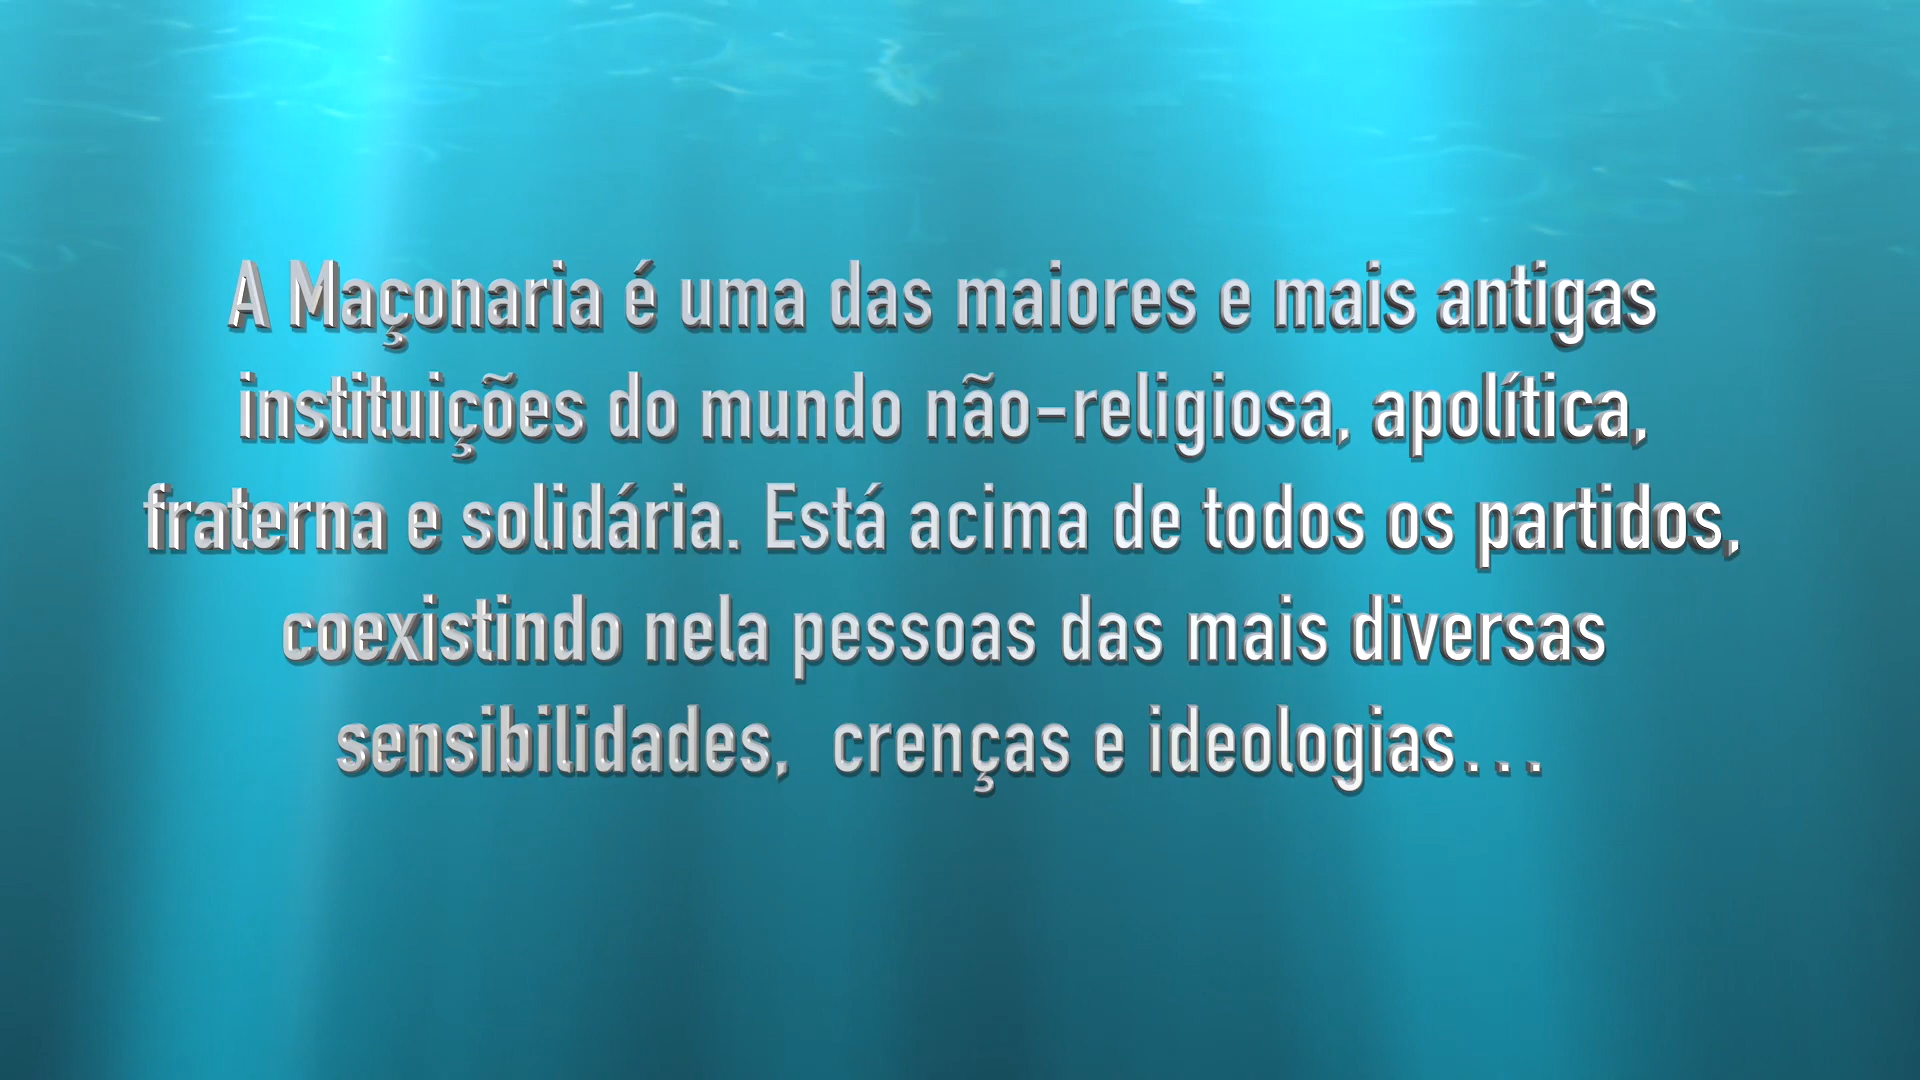 A Maçonaria é uma das maiores e mais antigas
instituições do mundo não-religiosa, apolítica,
fraterna e solidária. Está acima de todos os partidos,
coexistindo nela pessoas das mais diversas
sensibilidades,  crenças e ideologias...